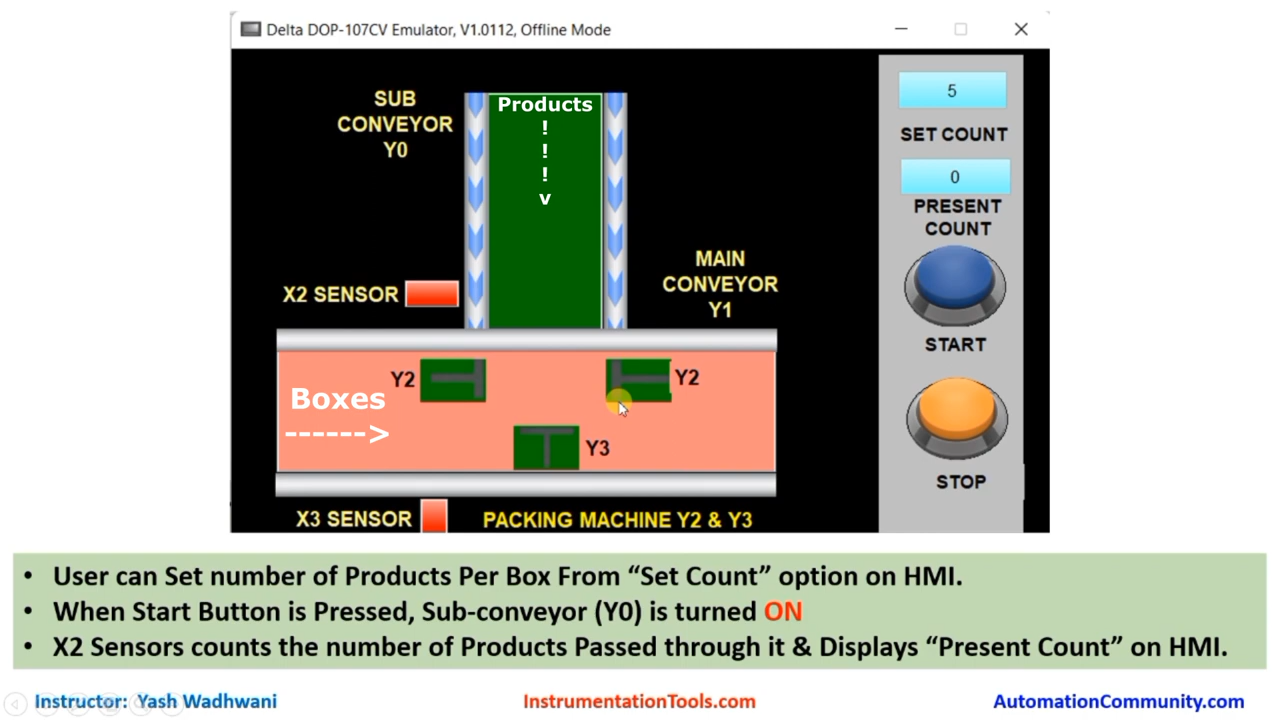 Delta DOP-107CV Emulator, V1.0112, Offline Mode
SUB
CONVEYOR
Y0
Products
!
!
!
v
5
SET COUNT
0
PRESENT
COUNT
MAIN
CONVEYOR
Y1
X2 SENSOR
START
Y2
Y2
Boxes
------>
Y3
STOP
X3 SENSOR
PACKING MACHINE Y2 & Y3
• User can Set number of Products Per Box From “Set Count” option on HMI.
• When Start Button is Pressed, Sub-conveyor (Y0) is turned ON
• X2 Sensors counts the number of Products Passed through it & Displays “Present Count” on HMI.
Instructor: Yash Wadhwani
InstrumentationTools.com
AutomationCommunity.com